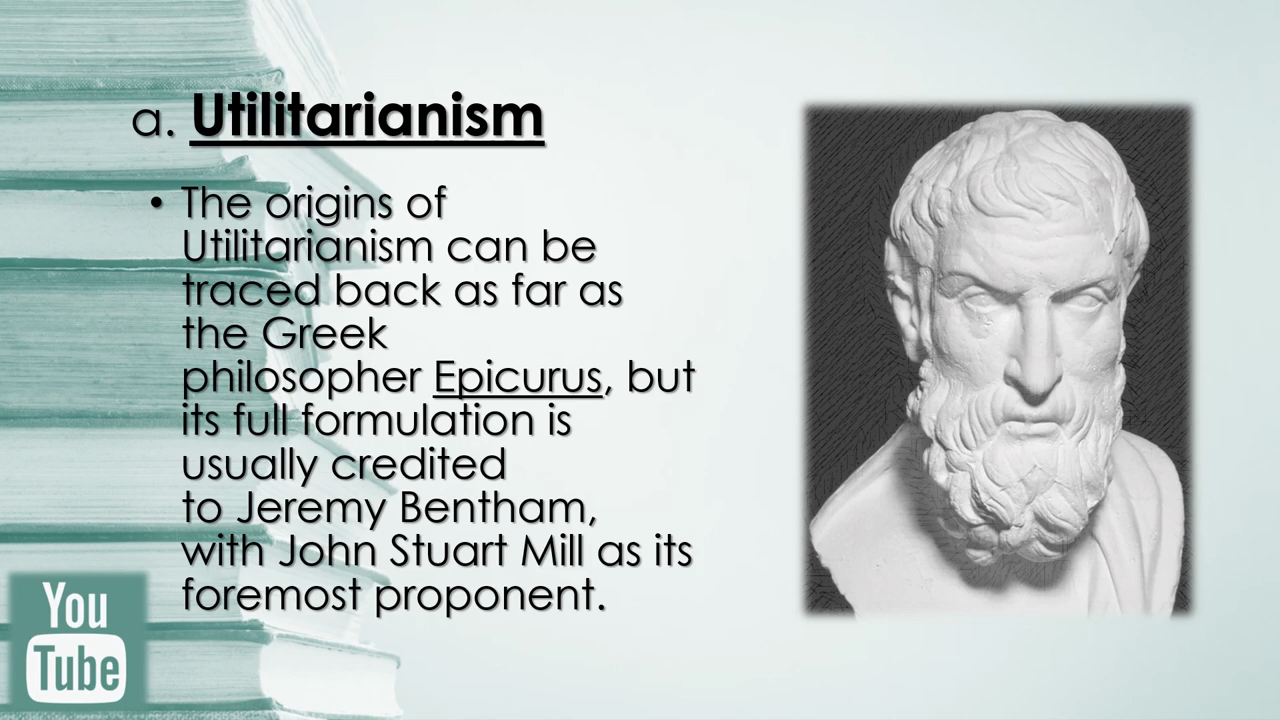 a. Utilitarianism
• The origins of
Utilitarianism can be
traced back as far as
the Greek
philosopher Epicurus, but
its full formulation is
usually credited
to Jeremy Bentham,
with John Stuart Mill as its
foremost proponent.
You
Tube